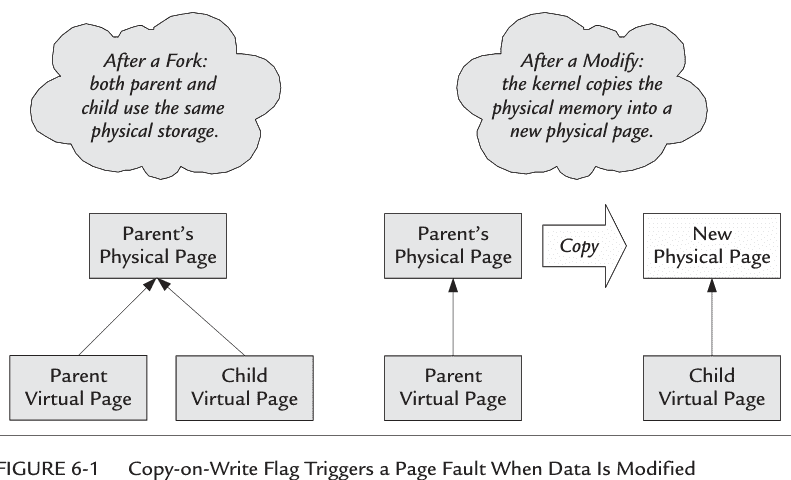 After a Fork:
both parent and
child use the same
physical storage.
After a Modify:
the kernel copies the
physical memory into a
new physical page.
Parent's
Physical Page
Parent's
Physical Page
Copy
New
Physical Page
Parent
Virtual Page
Child
Virtual Page
Parent
Virtual Page
Child
Virtual Page
FIGURE 6-1 Copy-on-Write Flag Triggers a Page Fault When Data Is Modified